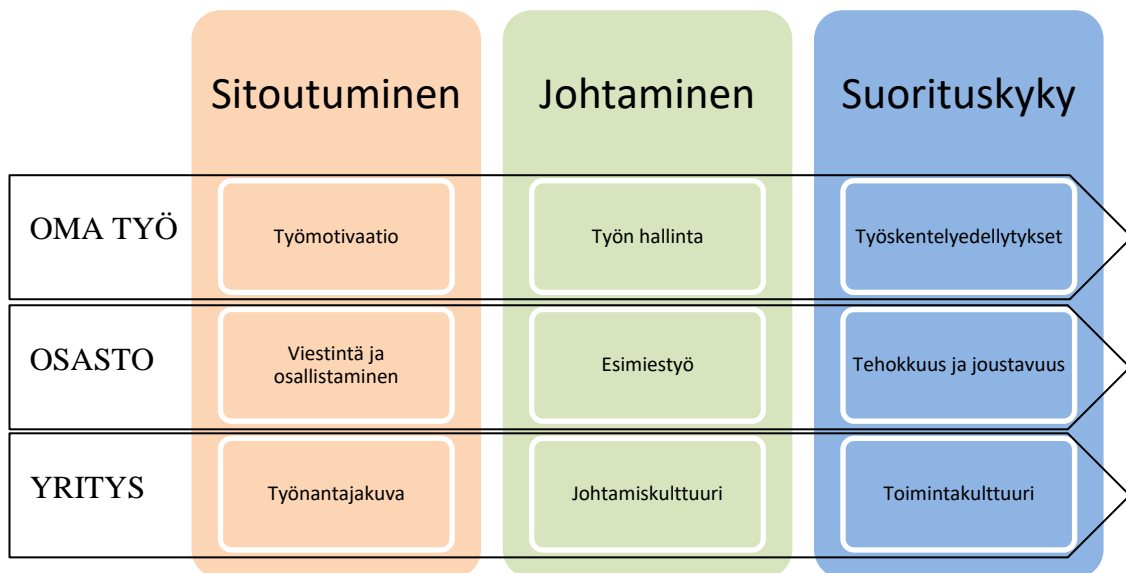 Sitoutuminen
Johtaminen
Suorituskyky
OMA TYÖ
Työmotivaatio
Työn hallinta
Työskentelyedellytykset
OSASTO
Viestintä ja
osallistaminen
Esimiestyö
Tehokkuus ja joustavuus
YRITYS
Työnantajakuva
Johtamiskulttuuri
Toimintakulttuuri